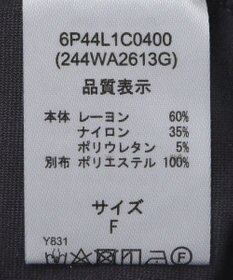 6P44L1C0400
(244WA2613G)
品質表示
本体 レーヨン 60%
ナイロン 35%
ポリウレタン 5%
別布 ポリエステル 100%
サイズ
F
Y831